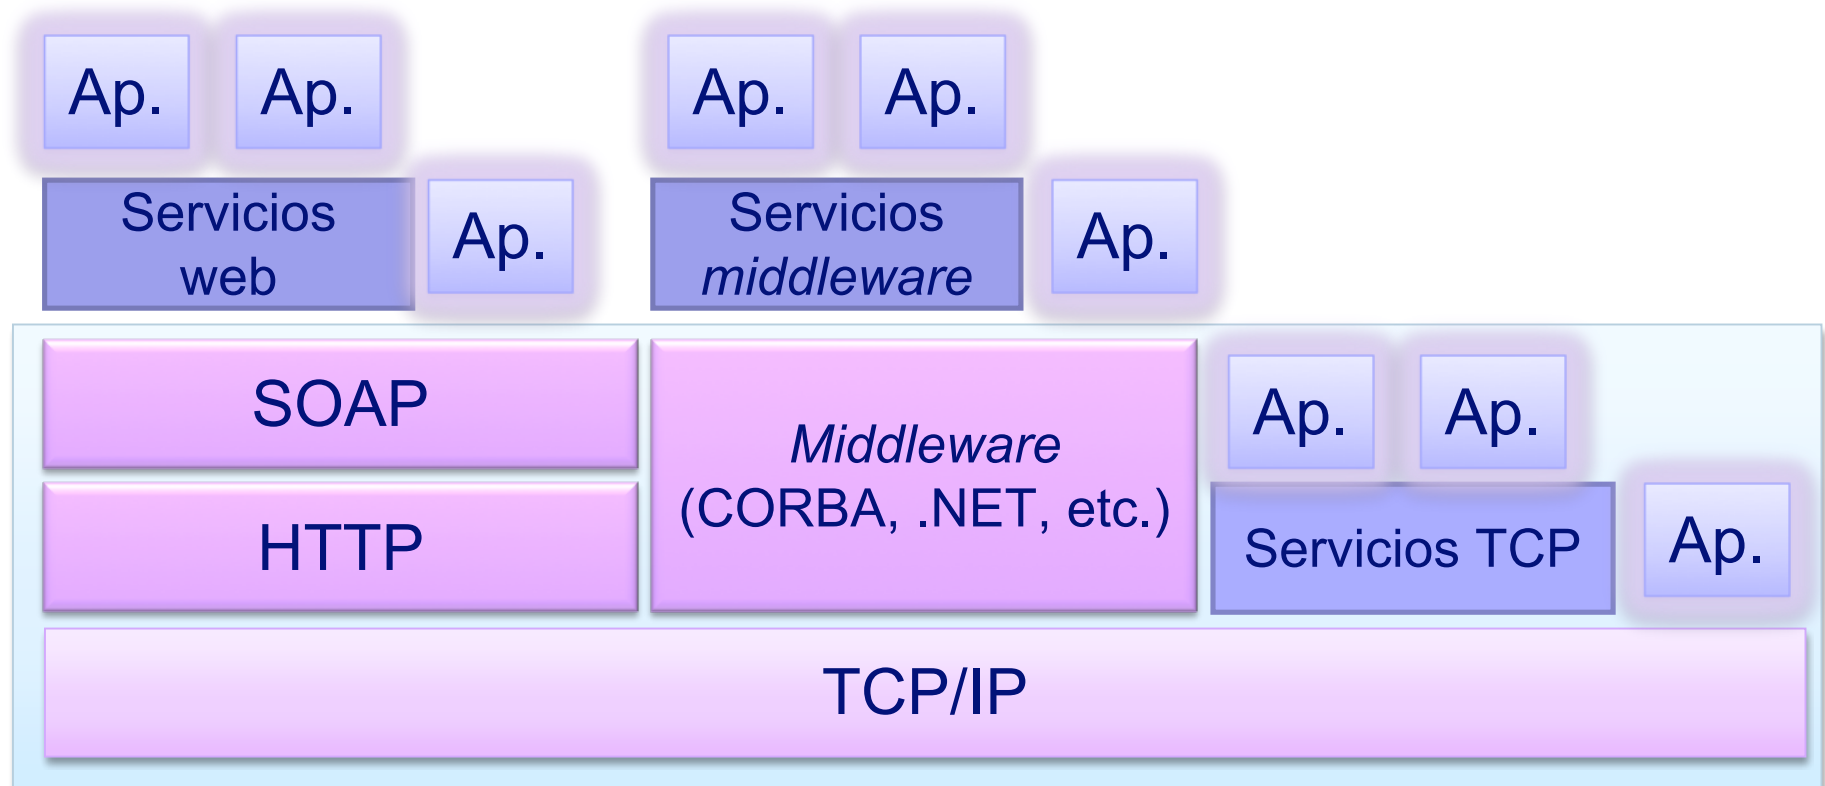 Ap.
Ap.
Ap.
Ap.
Servicios
web
Ap.
Servicios
middleware
Ap.
SOAP
HTTP
Middleware
(CORBA, .NET, etc.)
Ap.
Ap.
Servicios TCP
Ap.
TCP/IP